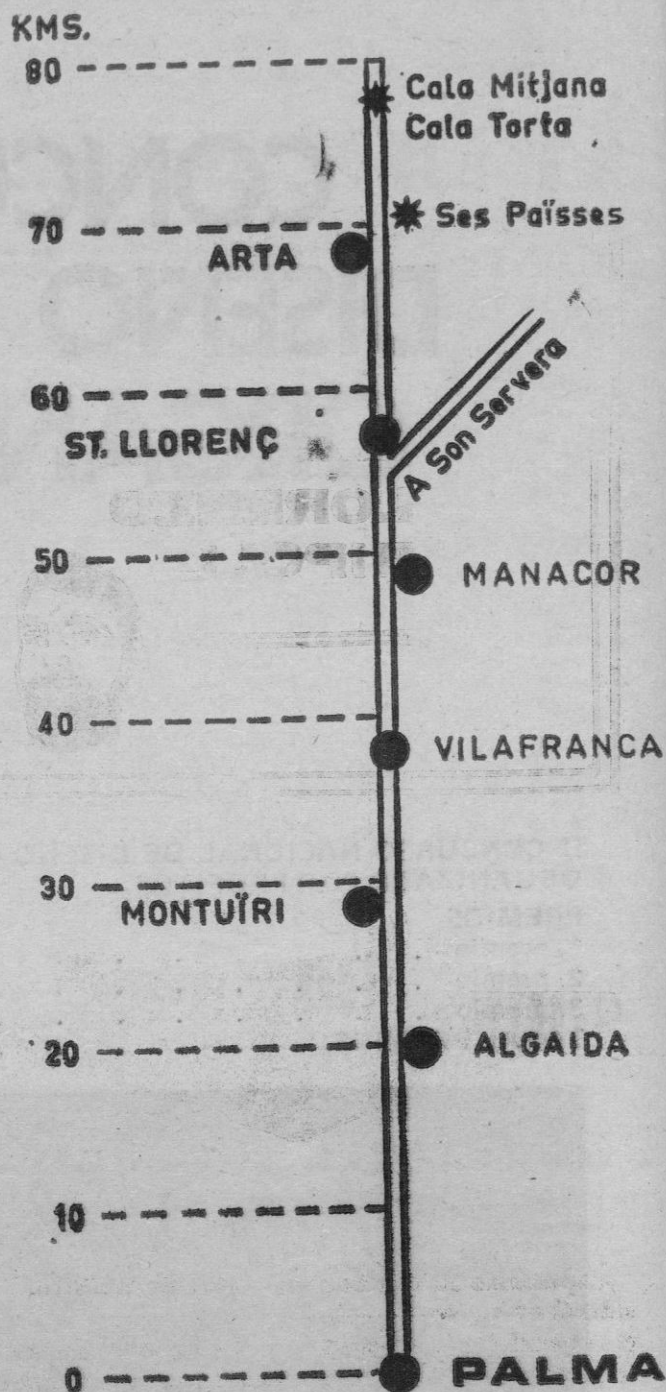 KMS.
80
Cala Mitjana
Cala Torta
70
Ses Païsses
ARTA
60
ST. LLORENÇ
A Son Servera
50
MANACOR
40
VILAFRANCA
30
MONTUÏRI
20
ALGAIDA
10
0
PALMA